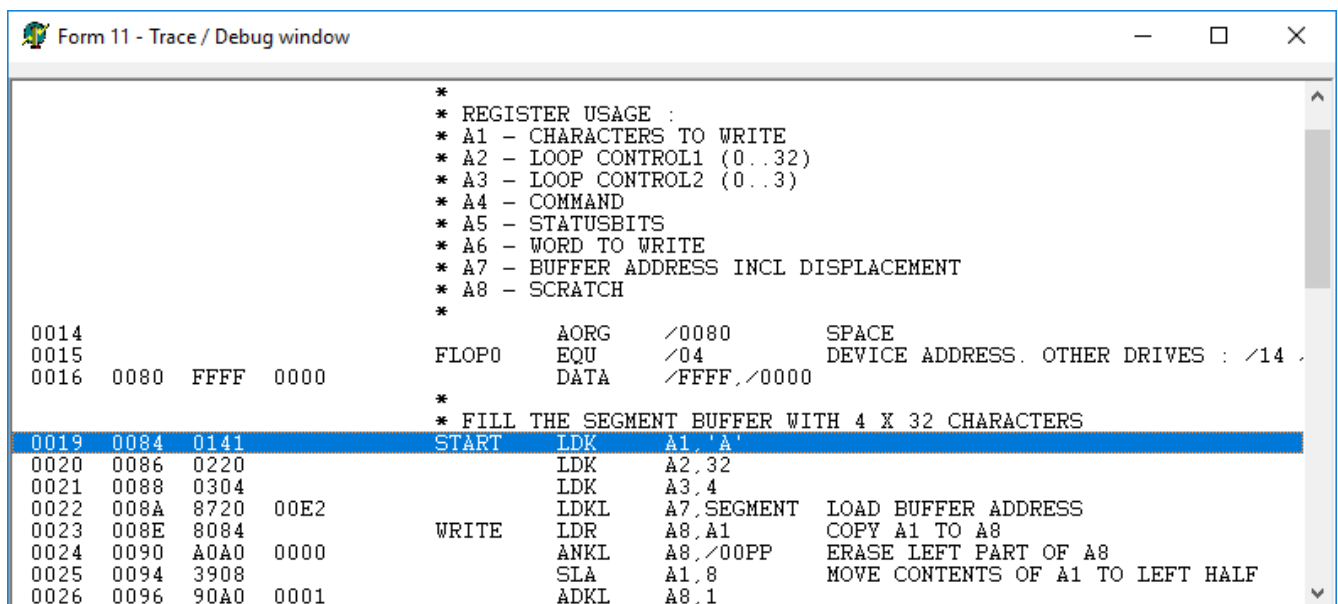 Form 11 - Trace / Debug window
*
* REGISTER USAGE :
* A1 - CHARACTERS TO WRITE
* A2 - LOOP CONTROL1 (0..32)
* A3 - LOOP CONTROL2 (0..3)
* A4 - COMMAND
* A5 - STATUSBITS
* A6 - WORD TO WRITE
* A7 - BUFFER ADDRESS INCL DISPLACEMENT
* A8 - SCRATCH
*
0014 AORG /0080 SPACE
0015 FLOP0 EQU /04 DEVICE ADDRESS. OTHER DRIVES : /14
0016 0080 FFFF 0000 DATA /FFFF,/0000
*
* FILL THE SEGMENT BUFFER WITH 4 X 32 CHARACTERS
0019 0084 0141 START LDK A1,'A'
0020 0086 0220 LDK A2,32
0021 0088 0304 LDK A3,4
0022 008A 8720 00E2 LDKL A7,SEGMENT LOAD BUFFER ADDRESS
0023 008E 8084 WRITE LDR A8,A1 COPY A1 TO A8
0024 0090 A0A0 0000 ANKL A8,/00PP ERASE LEFT PART OF A8
0025 0094 3908 SLA A1,8 MOVE CONTENTS OF A1 TO LEFT HALF
0026 0096 90A0 0001 ADKL A8,1